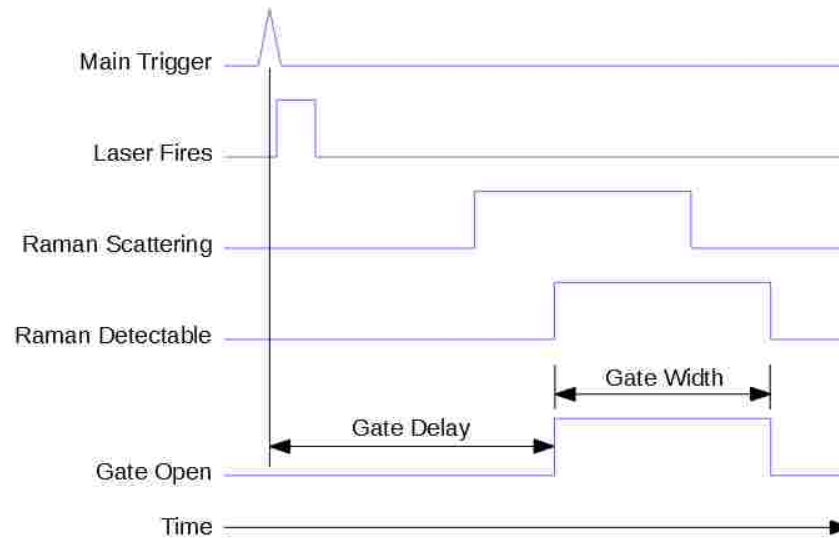 Main Trigger
Laser Fires
Raman Scattering
Raman Detectable
Gate Width
Gate Delay
Gate Open
Time